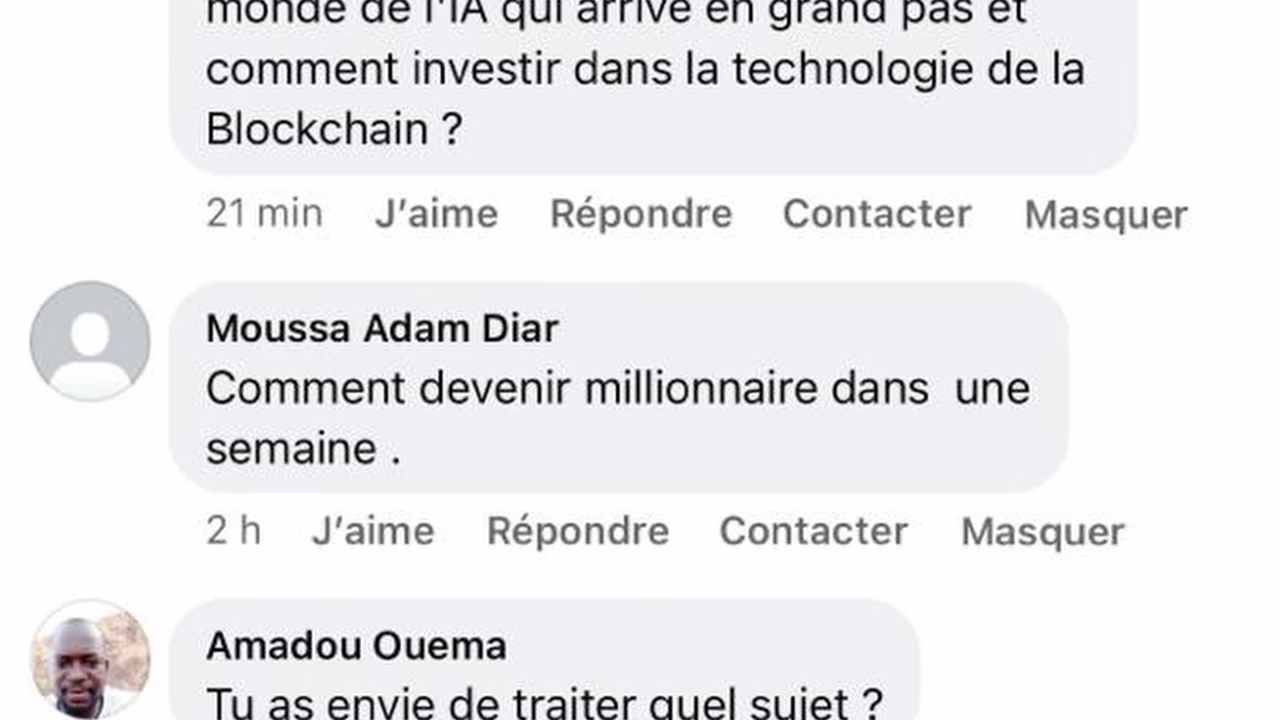 monde de l'IA qui arrive en grand pas et
comment investir dans la technologie de la
Blockchain ?
21 min J’aime Répondre Contacter Masquer
Moussa Adam Diar
Comment devenir millionnaire dans  une
semaine .
2 h J’aime Répondre Contacter Masquer
Amadou Ouema
Tu as envie de traiter quel sujet ?